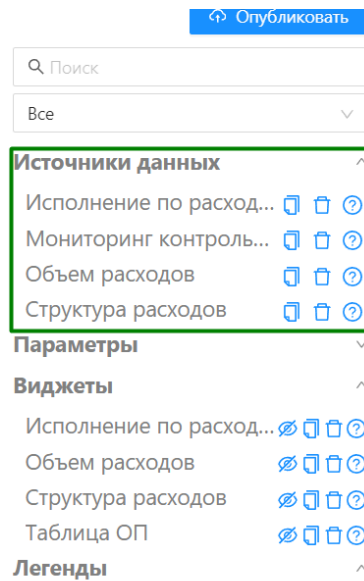 Опубликовать
Поиск
Все
Источники данных
Исполнение по расход...
Мониторинг контроль...
Объем расходов
Структура расходов
Параметры
Виджеты
Исполнение по расход...
Объем расходов
Структура расходов
Таблица ОП
Легенды